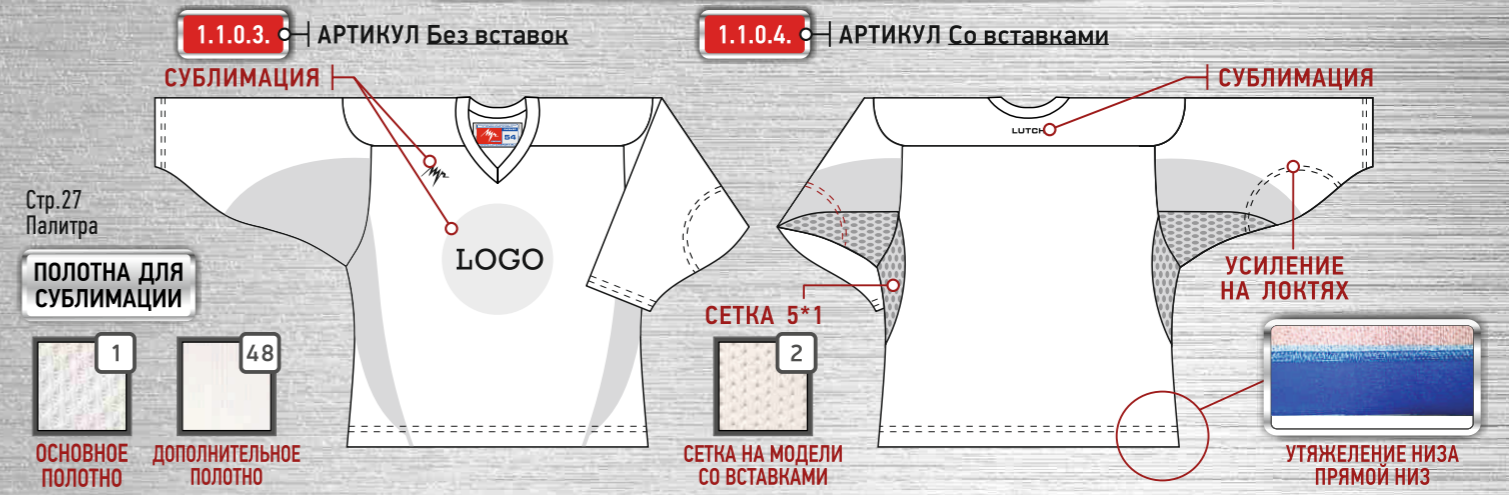 1.1.0.3. АРТИКУЛ Без вставок
1.1.0.4. АРТИКУЛ Со вставками
СУБЛИМАЦИЯ
СУБЛИМАЦИЯ
54
LUTCH
LOGO
Стр.27
Палитра
ПОЛОТНА ДЛЯ
СУБЛИМАЦИИ
УСИЛЕНИЕ
НА ЛОКТЯХ
СЕТКА 5*1
1
48
2
ОСНОВНОЕ
ПОЛОТНО
ДОПОЛНИТЕЛЬНОЕ
ПОЛОТНО
СЕТКА НА МОДЕЛИ
СО ВСТАВКАМИ
УТЯЖЕЛЕНИЕ НИЗА
ПРЯМОЙ НИЗ